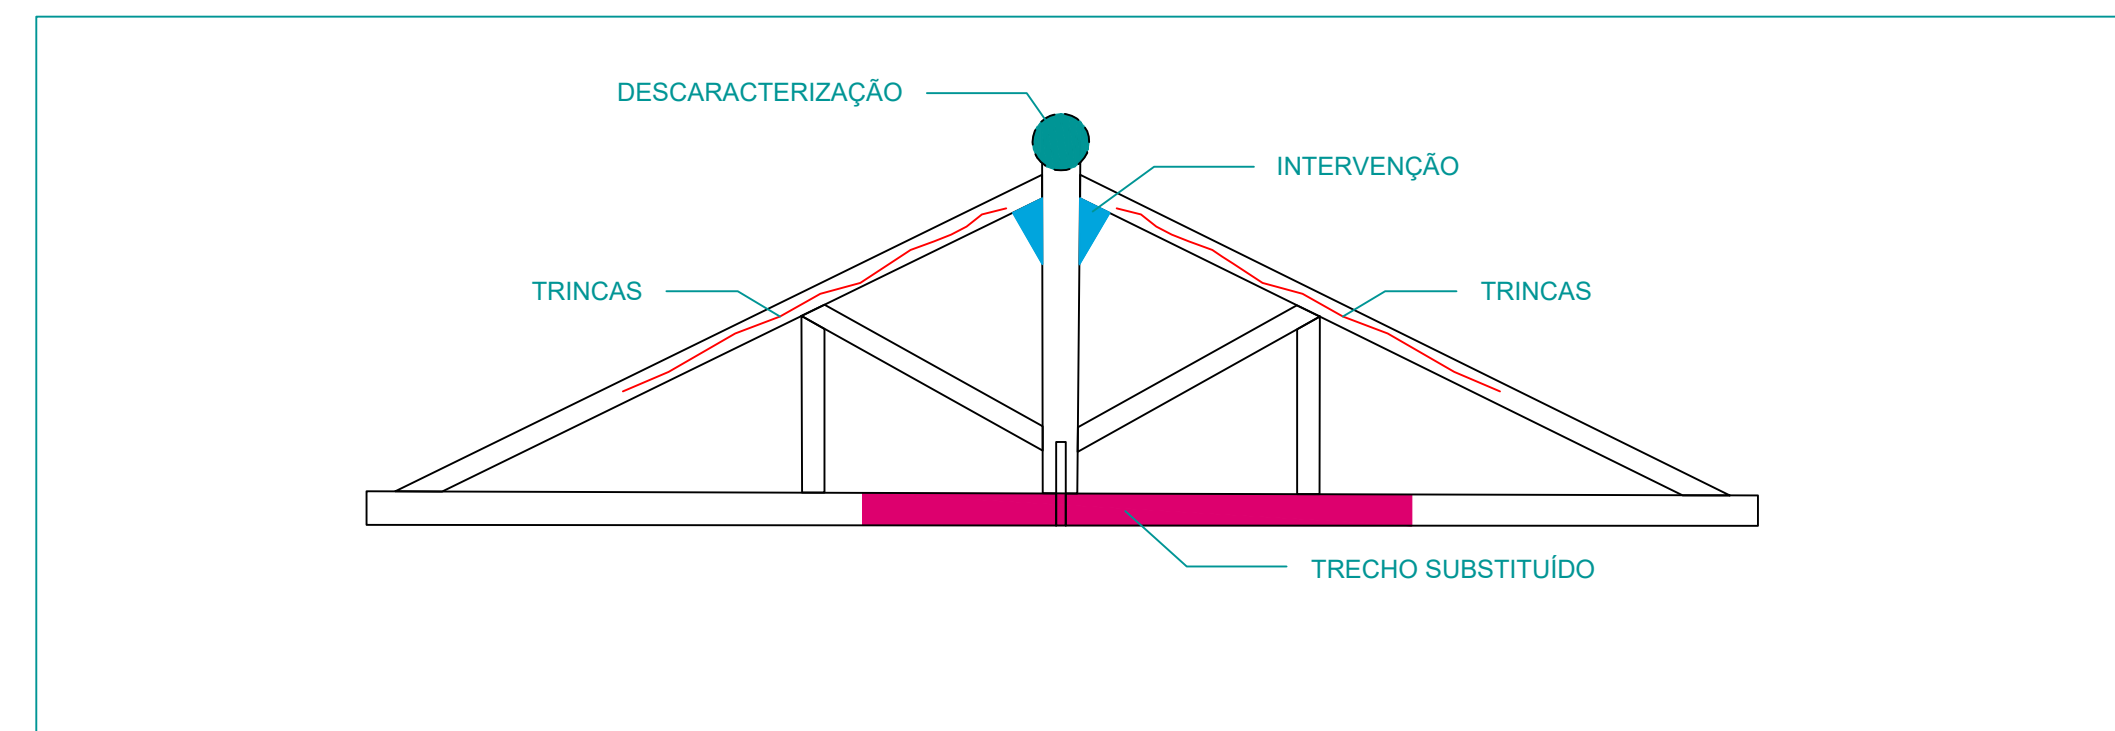 DESCARACTERIZAÇÃO
INTERVENÇÃO
TRINCAS
TRINCAS
TRECHO SUBSTITUÍDO